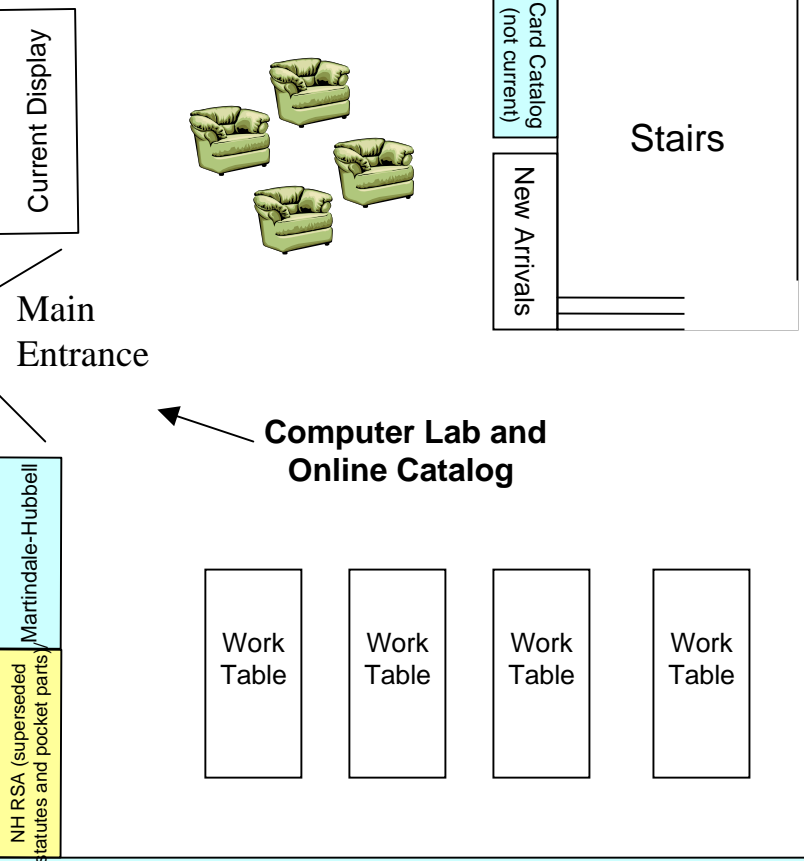 Current Display
Card Catalog
(not current)
Stairs
New Arrivals
Main
Entrance
Computer Lab and
Online Catalog
Martindale-Hubbell
NH RSA (superseded
statutes and pocket parts)
Work
Table
Work
Table
Work
Table
Work
Table